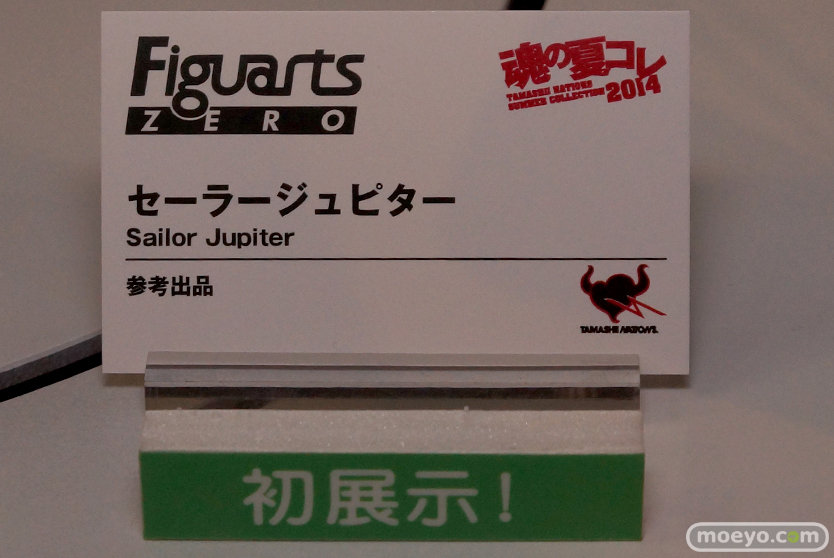 Figuarts
ZERO
魂の夏コレ
TAMASHII NATIONS
SUMMER COLLECTION 2014
セーラージュピター
Sailor Jupiter
参考出品
TAMASHII NATIONS
初展示!
moeyo.com